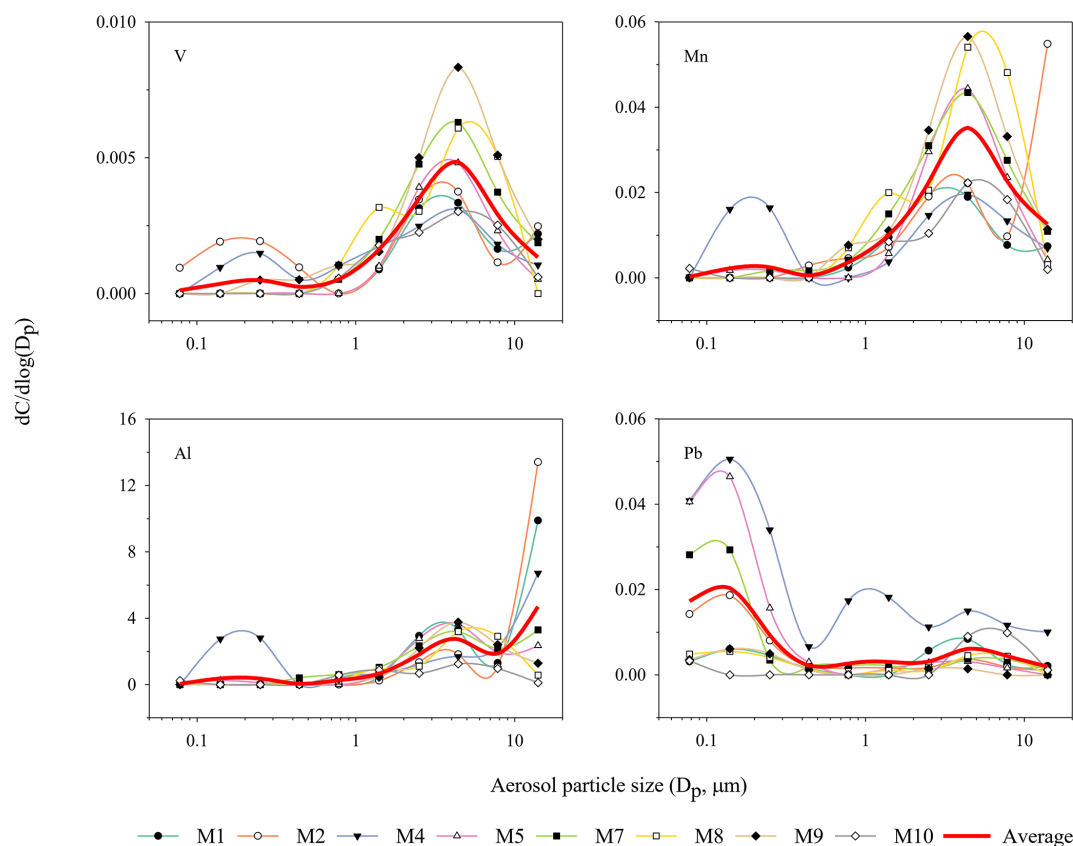 0.010
0.005
0.000
V
0.1 1 10
0.06
0.04
0.02
0.00
Mn
0.1 1 10
dC/dlog(Dp)
16
12
8
4
0
Al
0.1 1 10
0.06
0.04
0.02
0.00
Pb
0.1 1 10
Aerosol particle size (Dp, μm)
M1 M2 M4 M5 M7 M8 M9 M10 Average